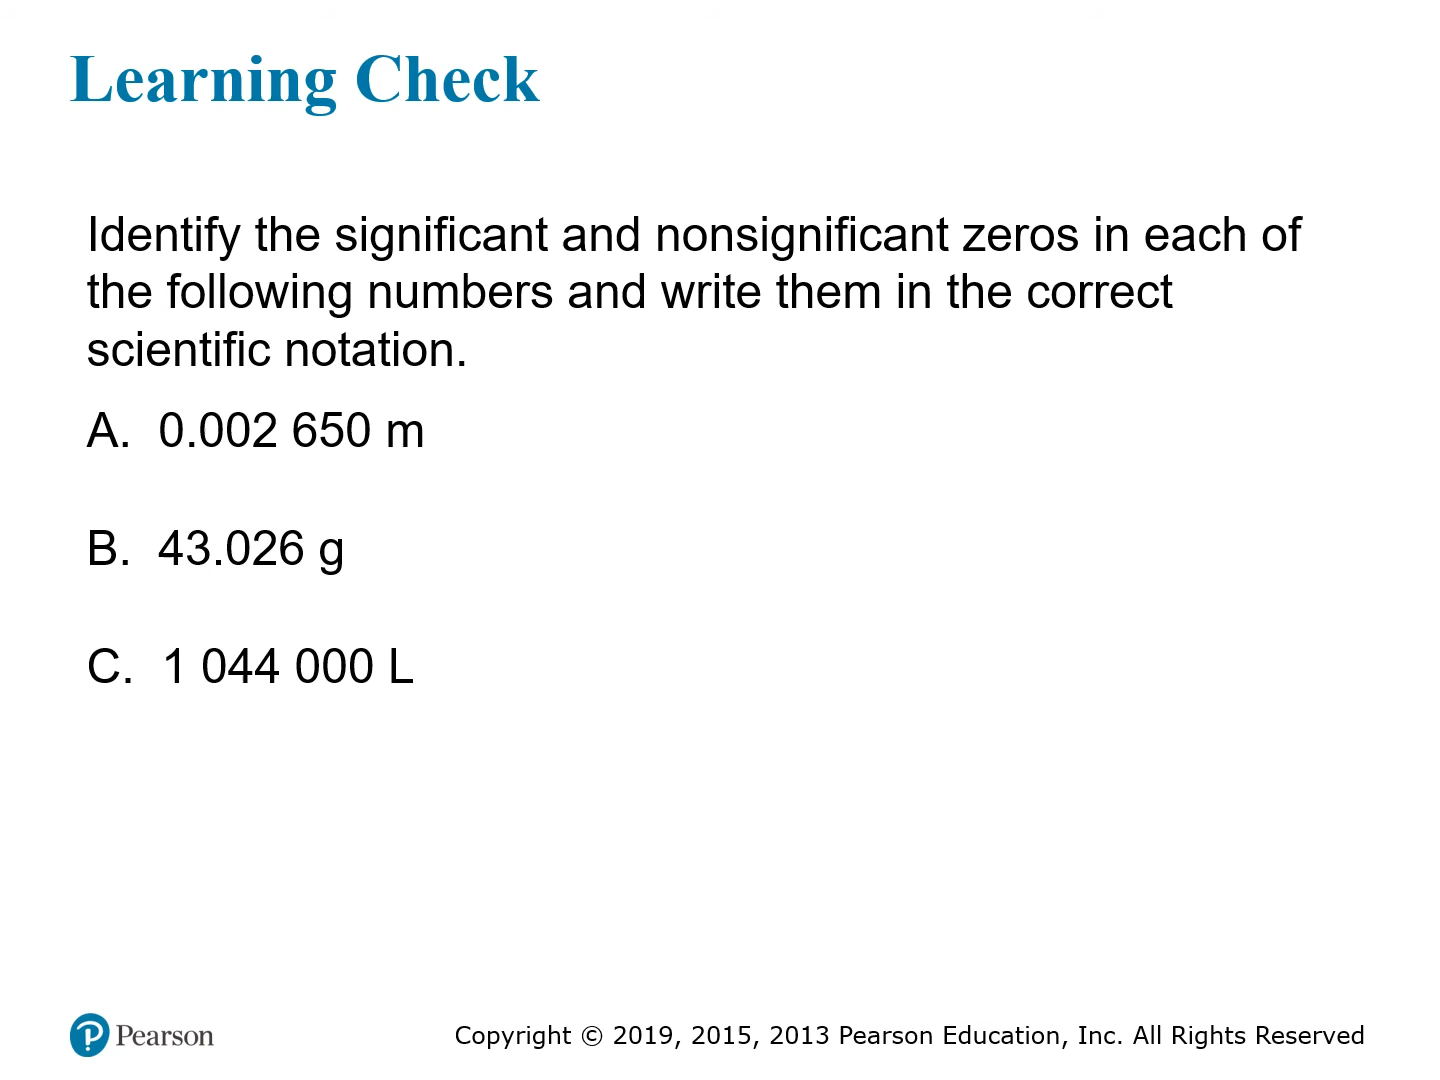 Learning Check
Identify the significant and nonsignificant zeros in each of
the following numbers and write them in the correct
scientific notation.
A. 0.002 650 m
B. 43.026 g
C. 1 044 000 L
Pearson
Copyright © 2019, 2015, 2013 Pearson Education, Inc. All Rights Reserved